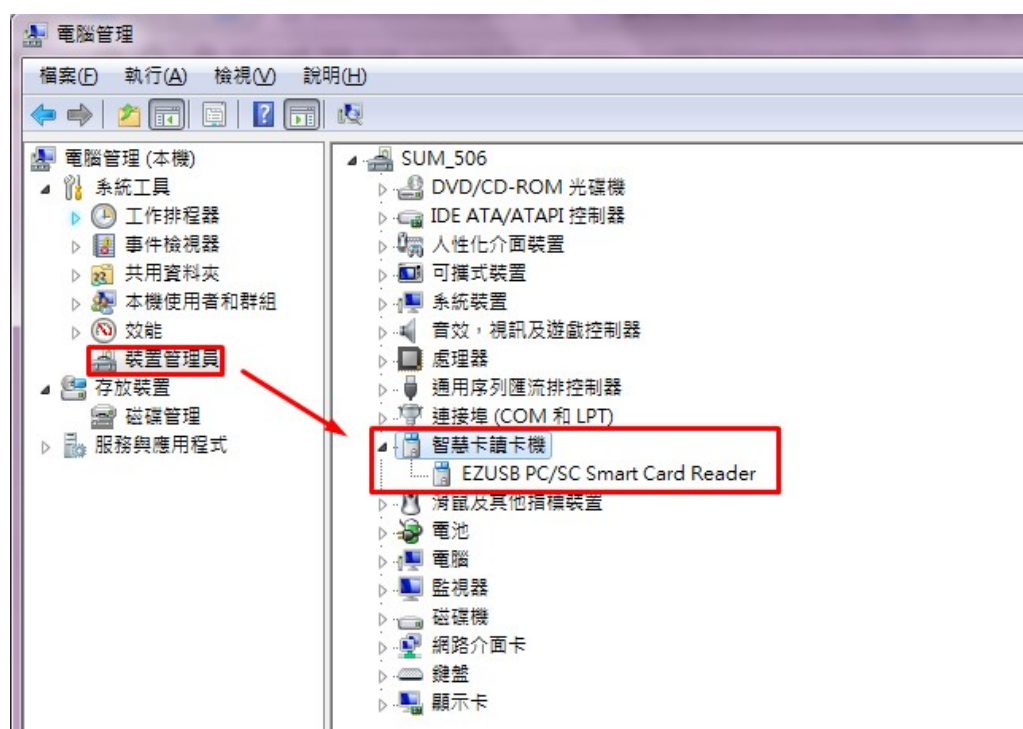 電腦管理
檔案(F) 執行(A) 檢視(V) 說明(H)
電腦管理 (本機)
系統工具
工作排程器
事件檢視器
共用資料夾
本機使用者和群組
效能
裝置管理員
存放裝置
磁碟管理
服務與應用程式
SUM_506
DVD/CD-ROM 光碟機
IDE ATA/ATAPI 控制器
人性化介面裝置
可攜式裝置
系統裝置
音效，視訊及遊戲控制器
處理器
通用序列匯流排控制器
連接埠 (COM 和 LPT)
智慧卡讀卡機
EZUSB PC/SC Smart Card Reader
滑鼠及其他指標裝置
電池
電腦
監視器
磁碟機
網路介面卡
鍵盤
顯示卡